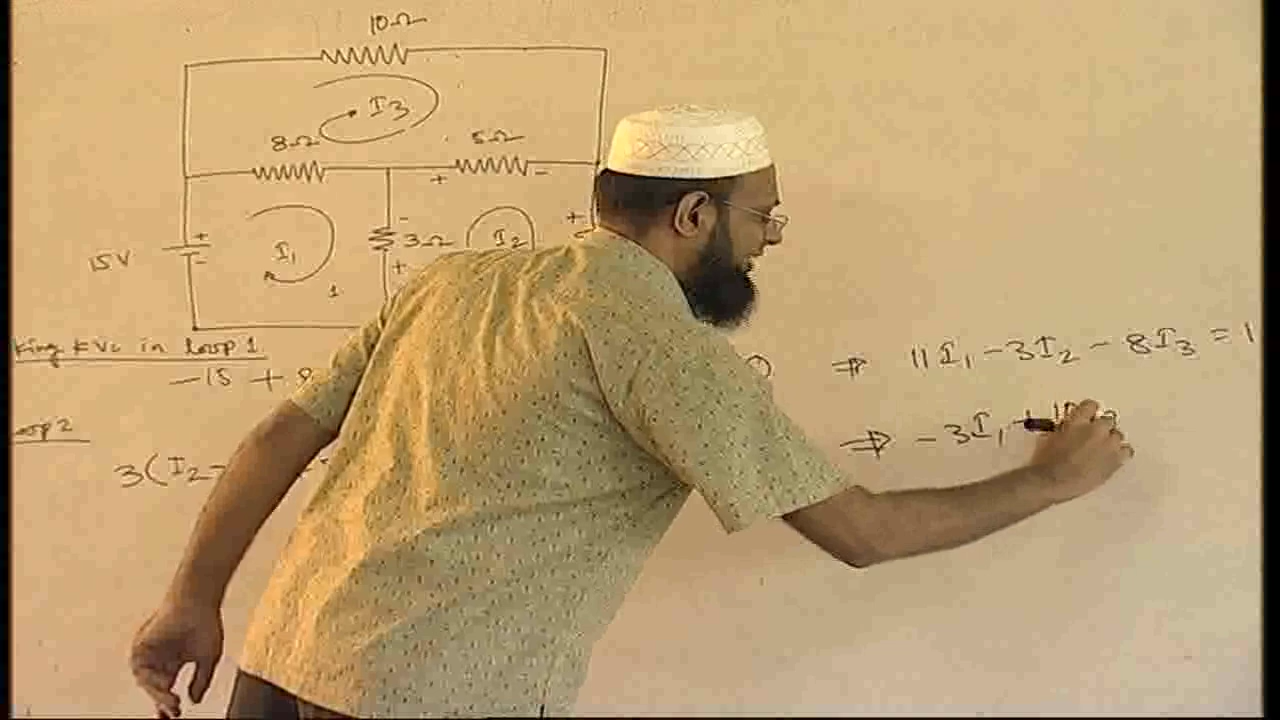 10Ω
I3
8Ω
5Ω
+ -
+
-
+
15V
+
-
I1
-
3Ω
+
I2
1
king KVL in loop 1
-15 +
⇒ 11I1 - 3I2 - 8I3 = 1
oop 2
3(I2-
⇒ -3I1 +